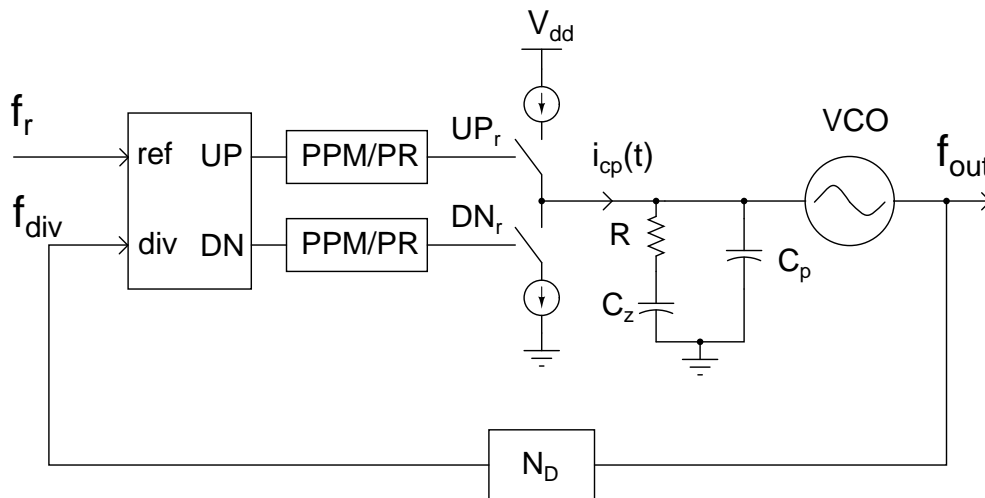 V_dd
f_r
ref
UP
PPM/PR
UP_r
i_cp(t)
VCO
f_out
f_div
div
DN
PPM/PR
DN_r
R
C_z
C_p
N_D